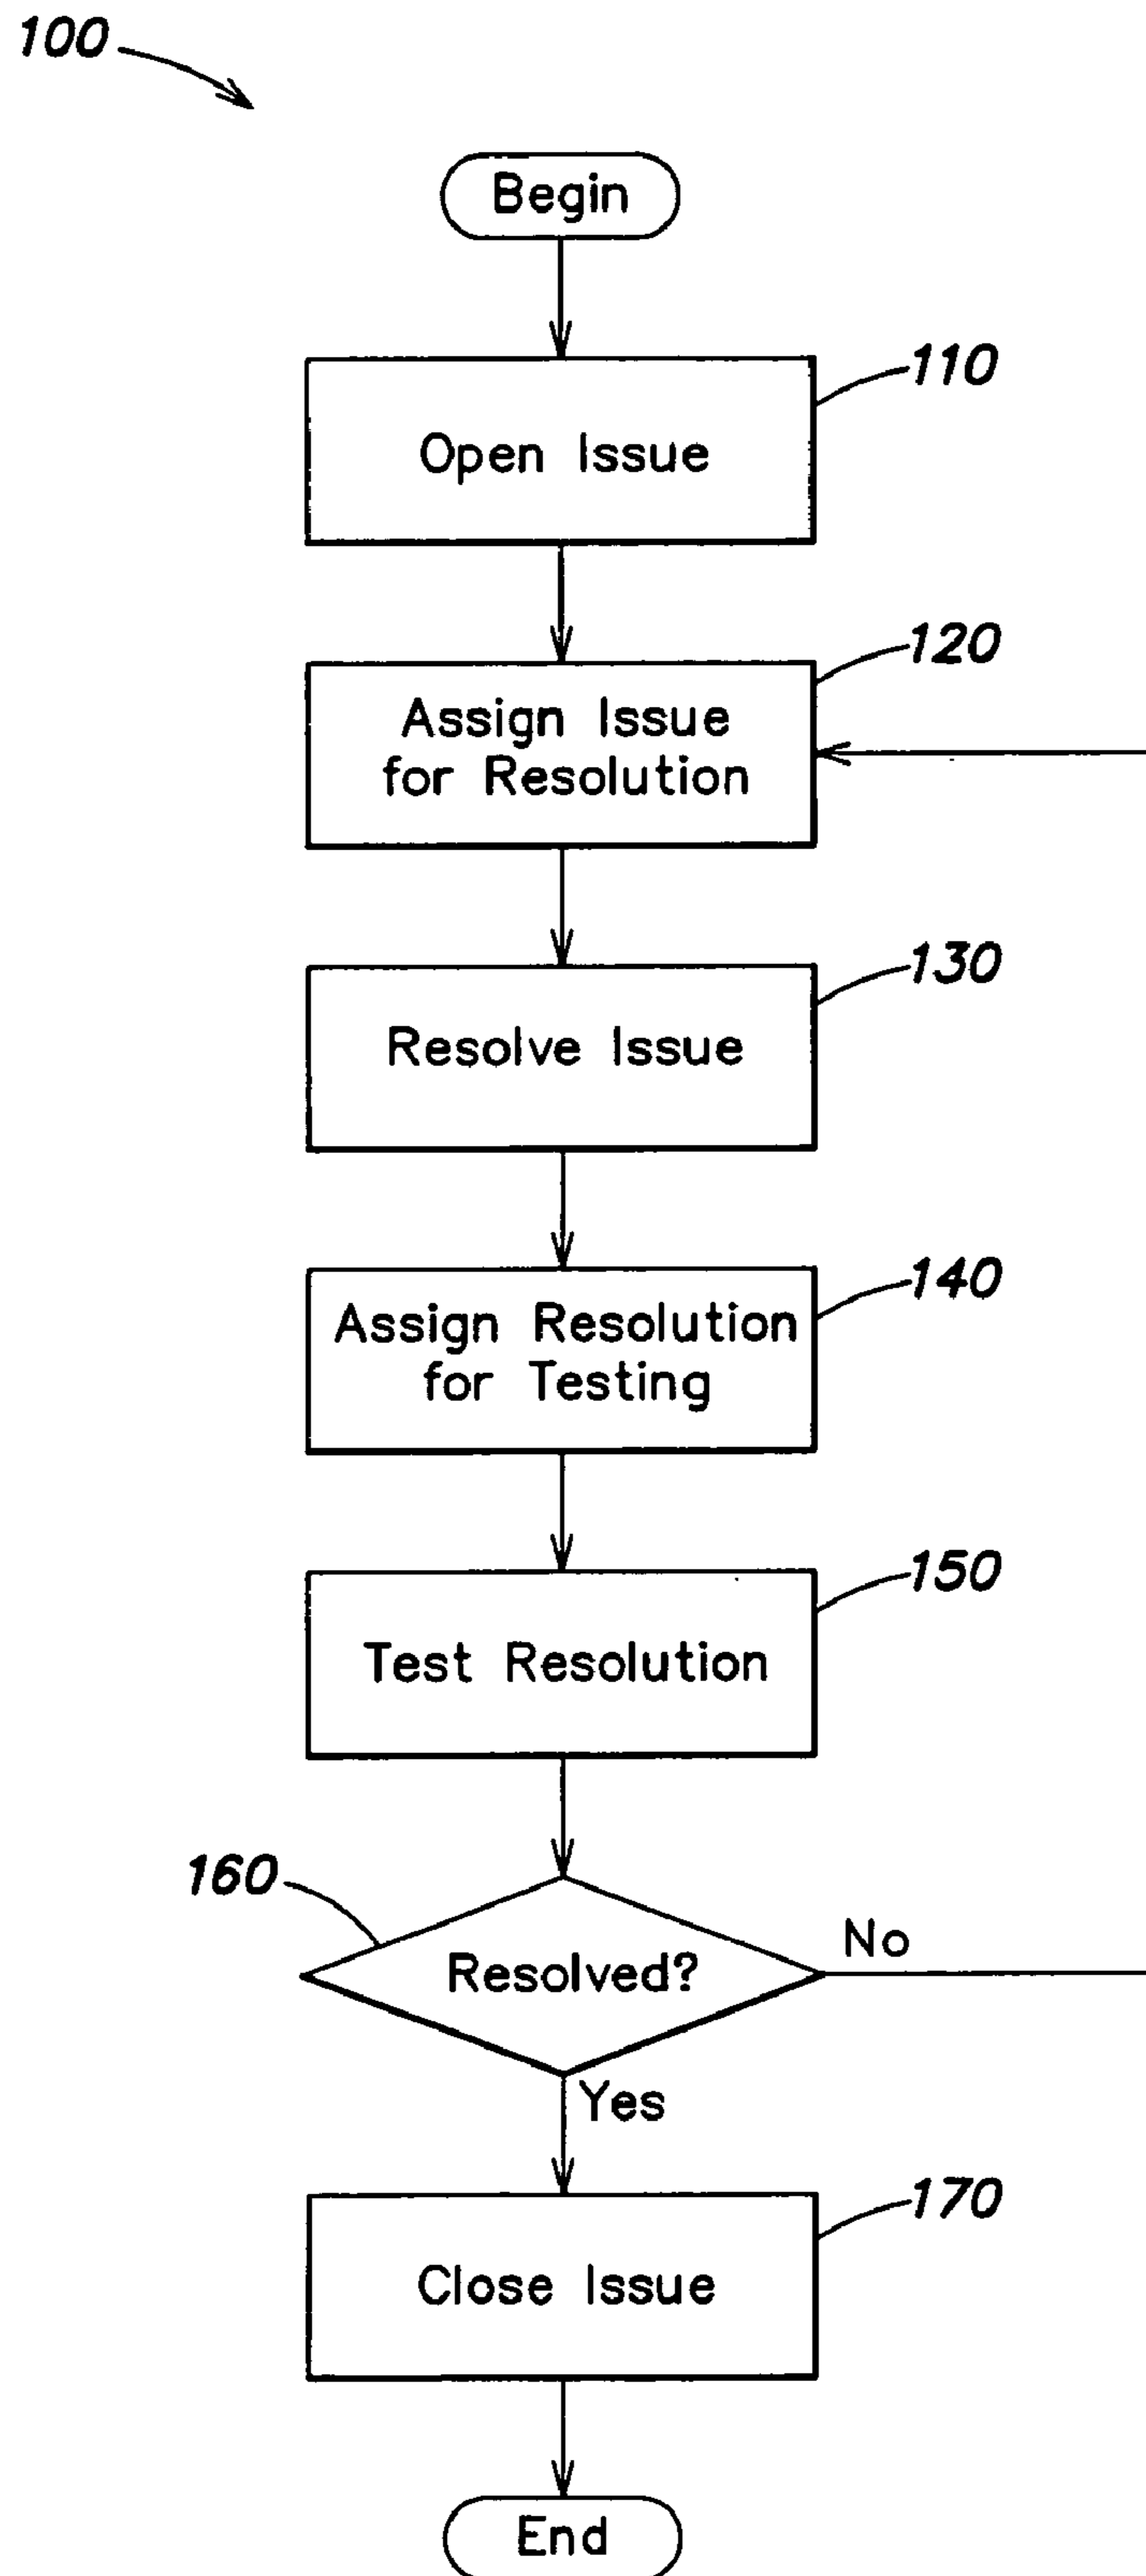 100
Begin
110
Open Issue
120
Assign Issue
for Resolution
130
Resolve Issue
140
Assign Resolution
for Testing
150
Test Resolution
160
Resolved?
No
Yes
170
Close Issue
End